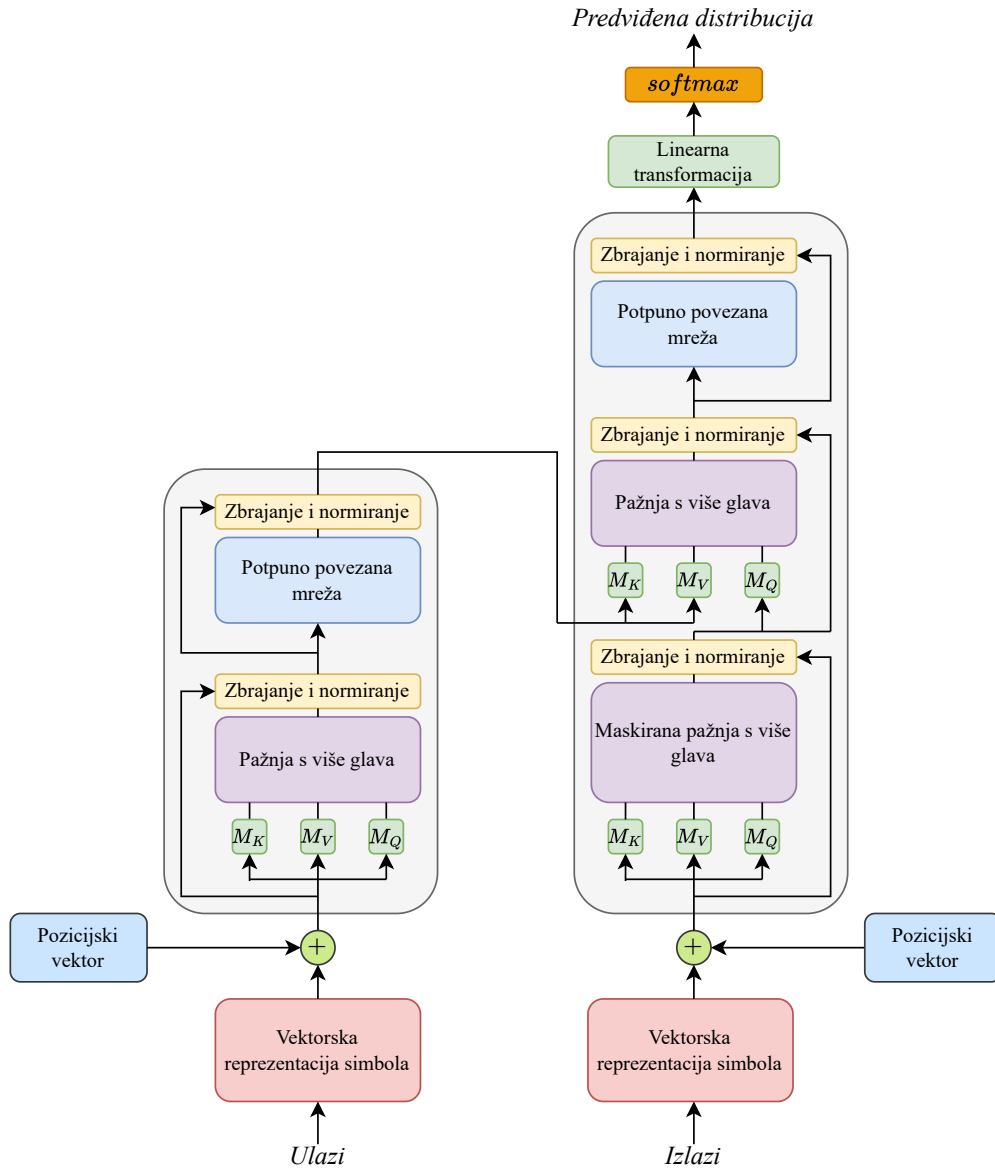 Predviđena distribucija
softmax
Linearna
transformacija
Zbrajanje i normiranje
Potpuno povezana
mreža
Zbrajanje i normiranje
Pažnja s više glava
M_K M_V M_Q
Zbrajanje i normiranje
Maskirana pažnja s više
glava
M_K M_V M_Q
Zbrajanje i normiranje
Potpuno povezana
mreža
Zbrajanje i normiranje
Pažnja s više glava
M_K M_V M_Q
Pozicijski
vektor
+
+
Pozicijski
vektor
Vektorska
reprezentacija simbola
Vektorska
reprezentacija simbola
Ulazi
Izlazi